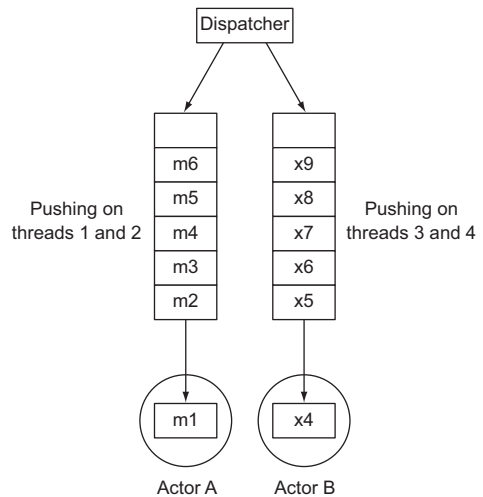 Dispatcher
m6
m5
m4
m3
m2
x9
x8
x7
x6
x5
Pushing on
threads 1 and 2
Pushing on
threads 3 and 4
m1
x4
Actor A
Actor B